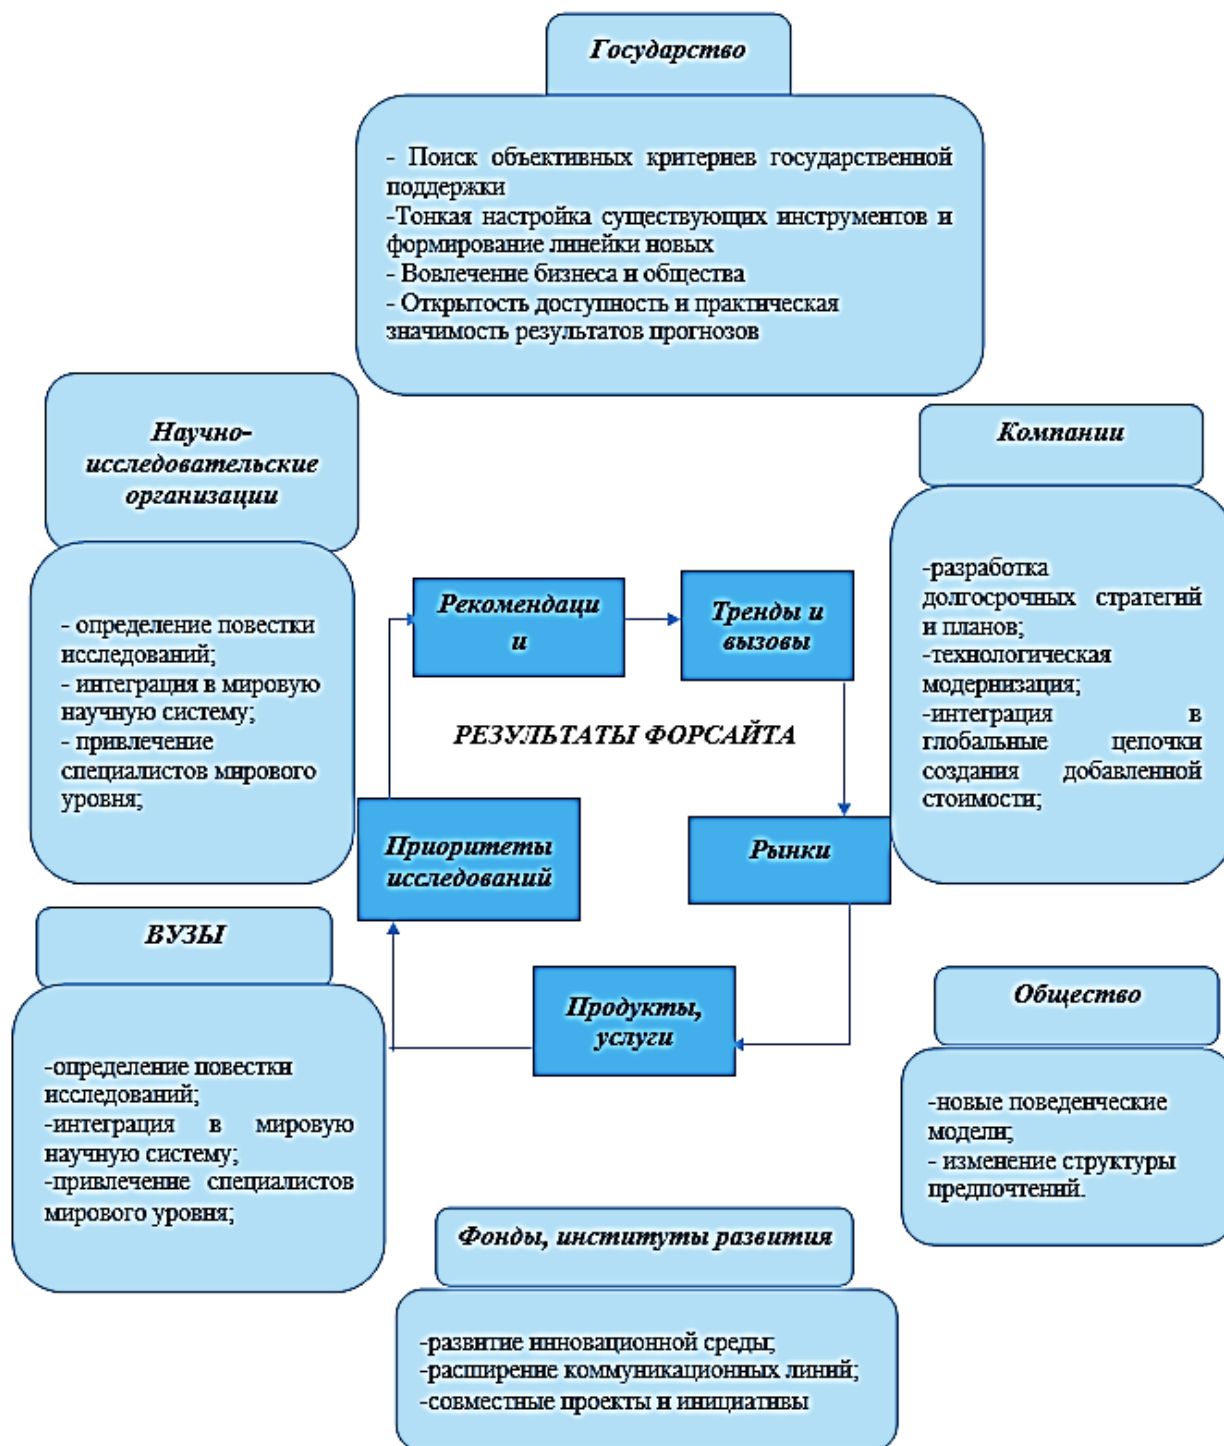 Государство
- Поиск объективных критериев государственной
поддержки
-Тонкая настройка существующих инструментов и
формирование линейки новых
- Вовлечение бизнеса и общества
- Открытость доступность и практическая
значимость результатов прогнозов
Научно-
исследовательские
организации
- определение повестки
исследований;
- интеграция в мировую
научную систему;
- привлечение
специалистов мирового
уровня;
Компании
-разработка
долгосрочных стратегий
и планов;
-технологическая
модернизация;
-интеграция в
глобальные цепочки
создания добавленной
стоимости;
Рекомендаци
и
Тренды и
вызовы
РЕЗУЛЬТАТЫ ФОРСАЙТА
Приоритеты
исследований
Рынки
Продукты,
услуги
ВУЗЫ
-определение повестки
исследований;
-интеграция в мировую
научную систему;
-привлечение специалистов
мирового уровня;
Общество
-новые поведенческие
модели;
- изменение структуры
предпочтений.
Фонды, институты развития
-развитие инновационной среды;
-расширение коммуникационных линий;
-совместные проекты и инициативы